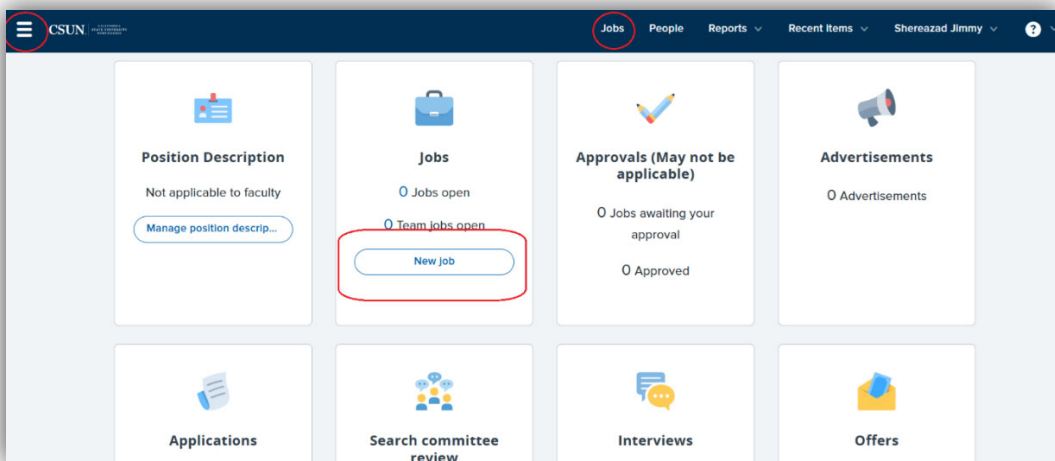 CSUN
Jobs People Reports Recent Items Shereazad Jimmy ?
Position Description
Not applicable to faculty
Manage position descrip...
Jobs
0 Jobs open
0 Team jobs open
New job
Approvals (May not be
applicable)
0 Jobs awaiting your
approval
0 Approved
Advertisements
0 Advertisements
Applications
Search committee
review
Interviews
Offers